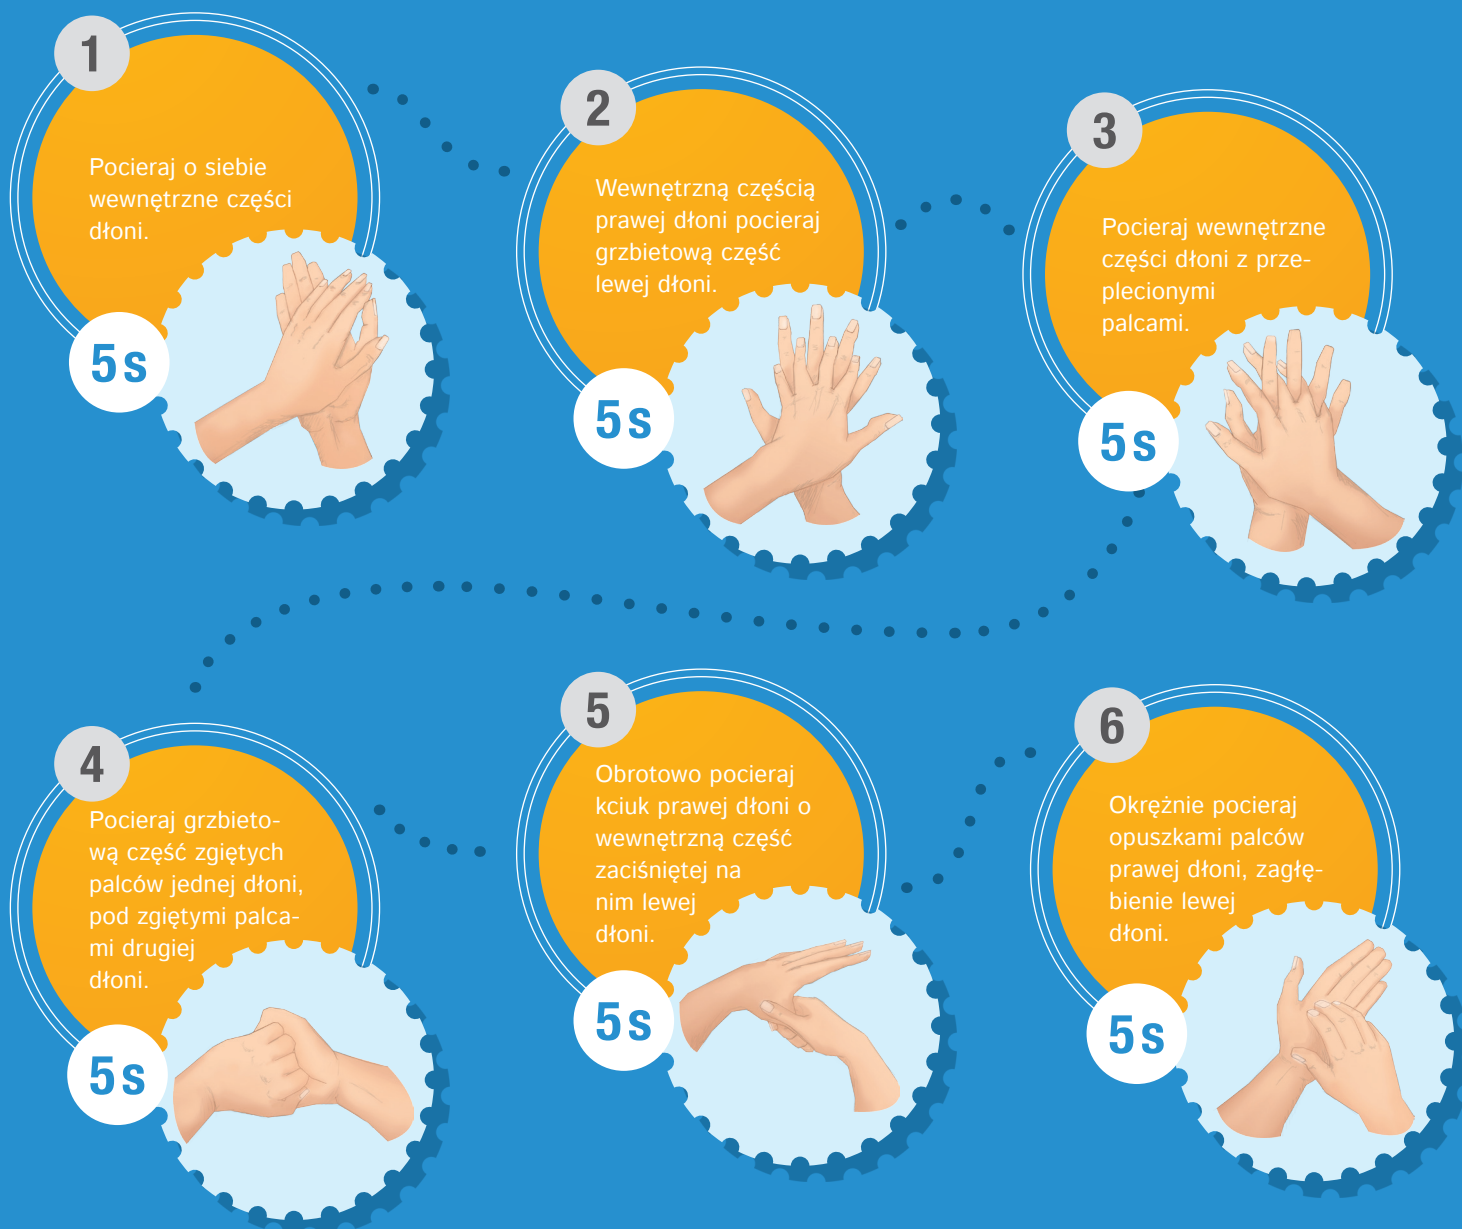 1
Pocieraj o siebie
wewnętrzne części
dłoni.
5s
2
Wewnętrzną częścią
prawej dłoni pocieraj
grzbietową część
lewej dłoni.
5s
3
Pocieraj wewnętrzne
części dłoni z prze-
plecionymi
palcami.
5s
4
Pocieraj grzbieto-
wą część zgiętych
palców jednej dłoni,
pod zgiętymi palca-
mi drugiej
dłoni.
5s
5
Obrotowo pocieraj
kciuk prawej dłoni o
wewnętrzną część
zaciśniętej na
nim lewej
dłoni.
5s
6
Okrężnie pocieraj
opuszkami palców
prawej dłoni, zagłę-
bienie lewej
dłoni.
5s